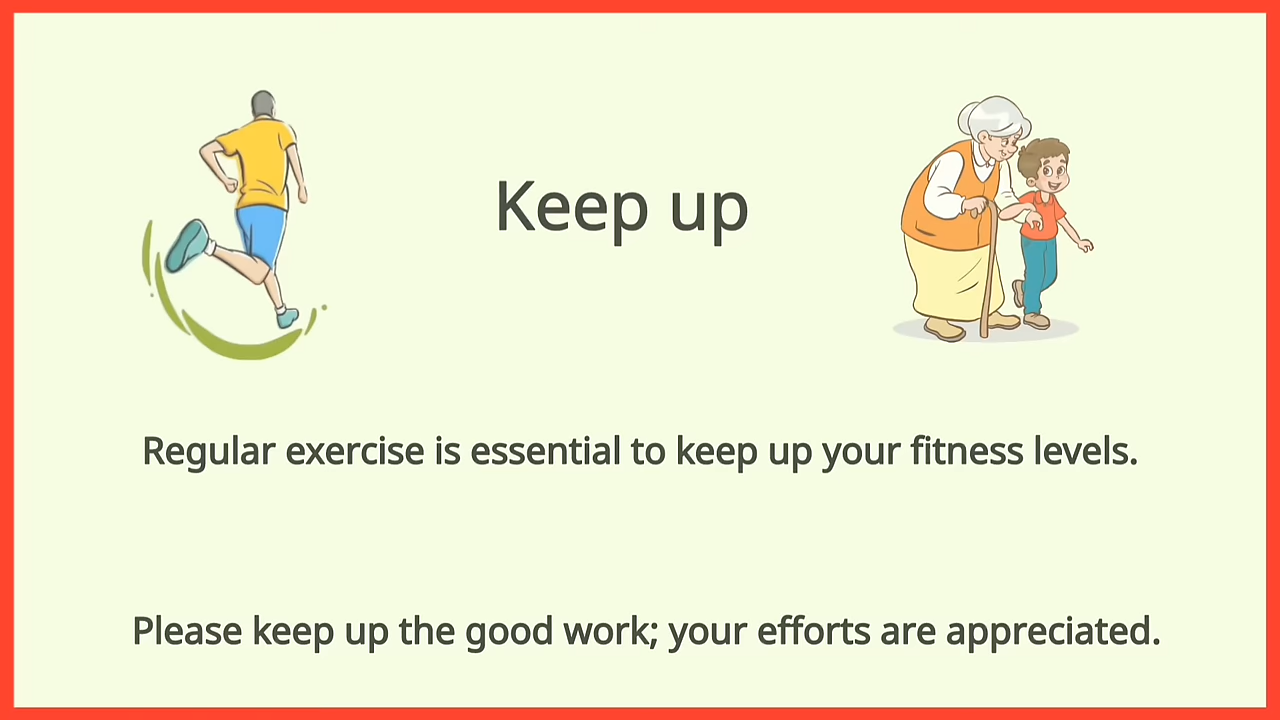 Keep up
Regular exercise is essential to keep up your fitness levels.
Please keep up the good work; your efforts are appreciated.